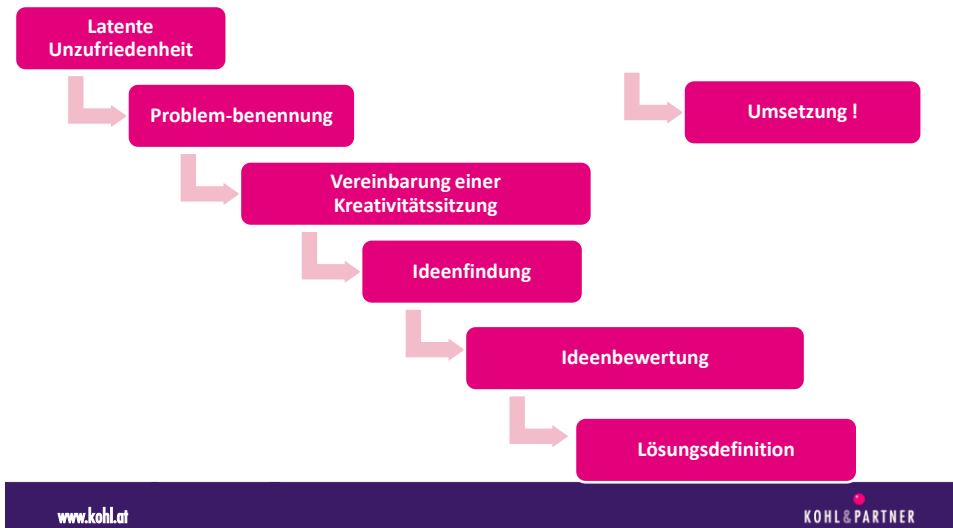 Latente
Unzufriedenheit
Problem-benennung
Vereinbarung einer
Kreativitätssitzung
Ideenfindung
Ideenbewertung
Lösungsdefinition
Umsetzung !
www.kohl.at
KOHL&PARTNER